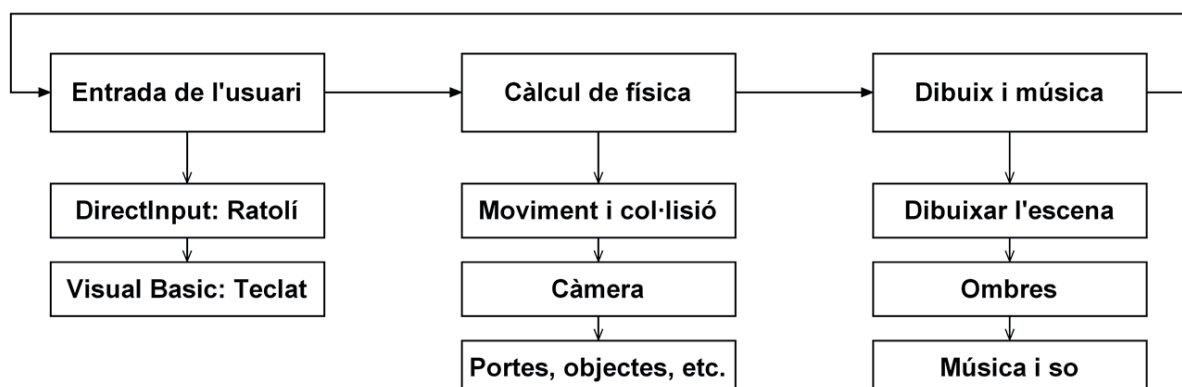 Entrada de l'usuari
Càlcul de física
Dibuix i música
DirectInput: Ratolí
Moviment i col·lisió
Dibuixar l'escena
Visual Basic: Teclat
Càmera
Ombres
Portes, objectes, etc.
Música i so